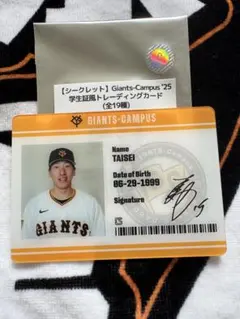 【シークレット】Giants-Campus '25
学生証風トレーディングカード
(全19種)
GIANTS-CAMPUS
Name
TAISEI
Date of Birth
06-29-1999
Signature
GIANTS